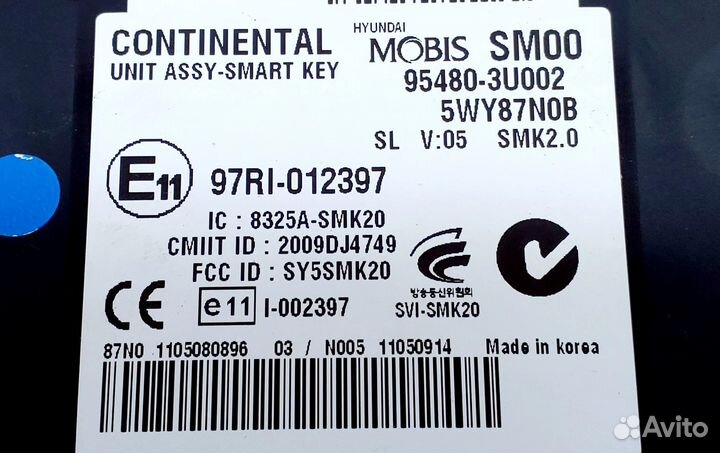 CONTINENTAL
UNIT ASSY-SMART KEY
HYUNDAI
MOBIS SM00
95480-3U002
5WY87N0B
SL V:05 SMK2.0
E11 97RI-012397
IC : 8325A-SMK20
CMIIT ID : 2009DJ4749
FCC ID : SY5SMK20
CE e11 I-002397
방송통신위원회
SVI-SMK20
N
87N0 1105080896 03 / N005 11050914 Made in korea
Avito